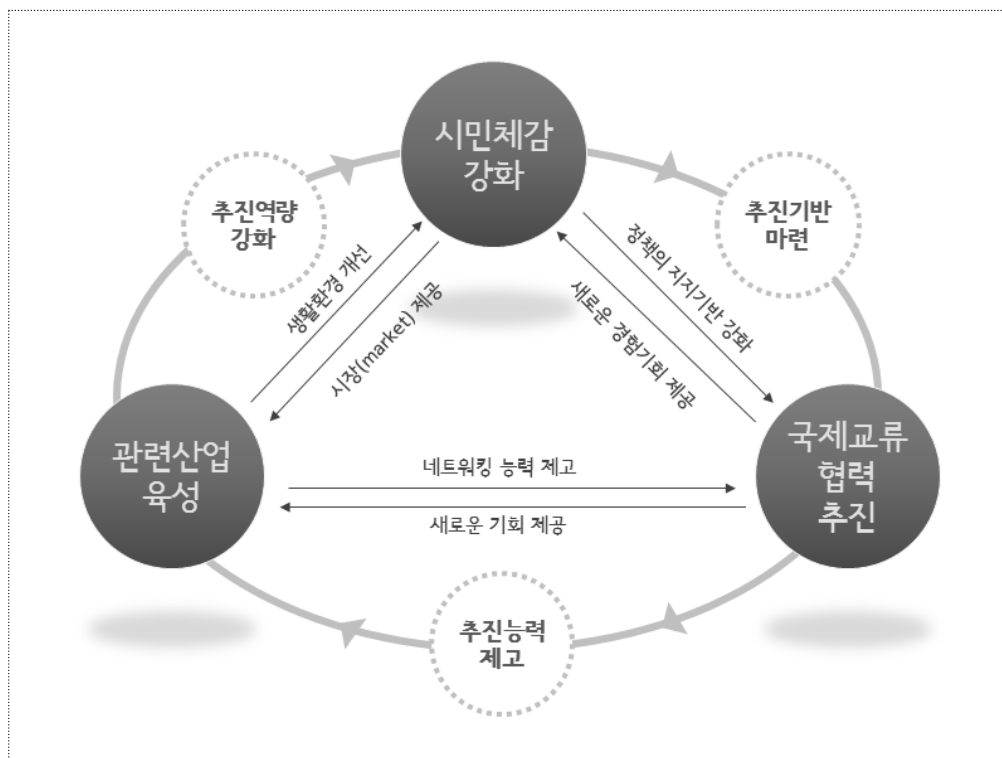 시민체감
강화
추진역량
강화
추진기반
마련
생활환경 개선
시장(market) 제공
정책의 지지기반 강화
새로운 경험기회 제공
관련산업
육성
국제교류
협력
추진
네트워킹 능력 제고
새로운 기회 제공
추진능력
제고